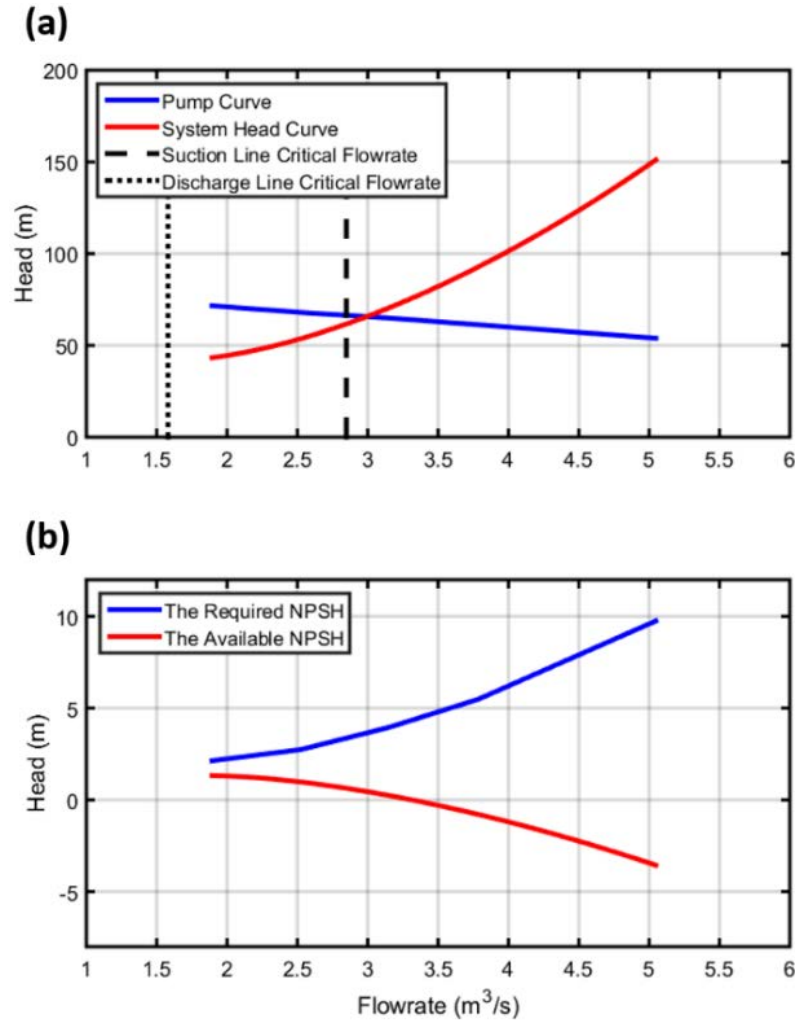 (a)
200
150
100
50
0
Head (m)
Pump Curve
System Head Curve
Suction Line Critical Flowrate
Discharge Line Critical Flowrate
1 1.5 2 2.5 3 3.5 4 4.5 5 5.5 6
(b)
10
5
0
-5
Head (m)
The Required NPSH
The Available NPSH
1 1.5 2 2.5 3 3.5 4 4.5 5 5.5 6
Flowrate (m³/s)